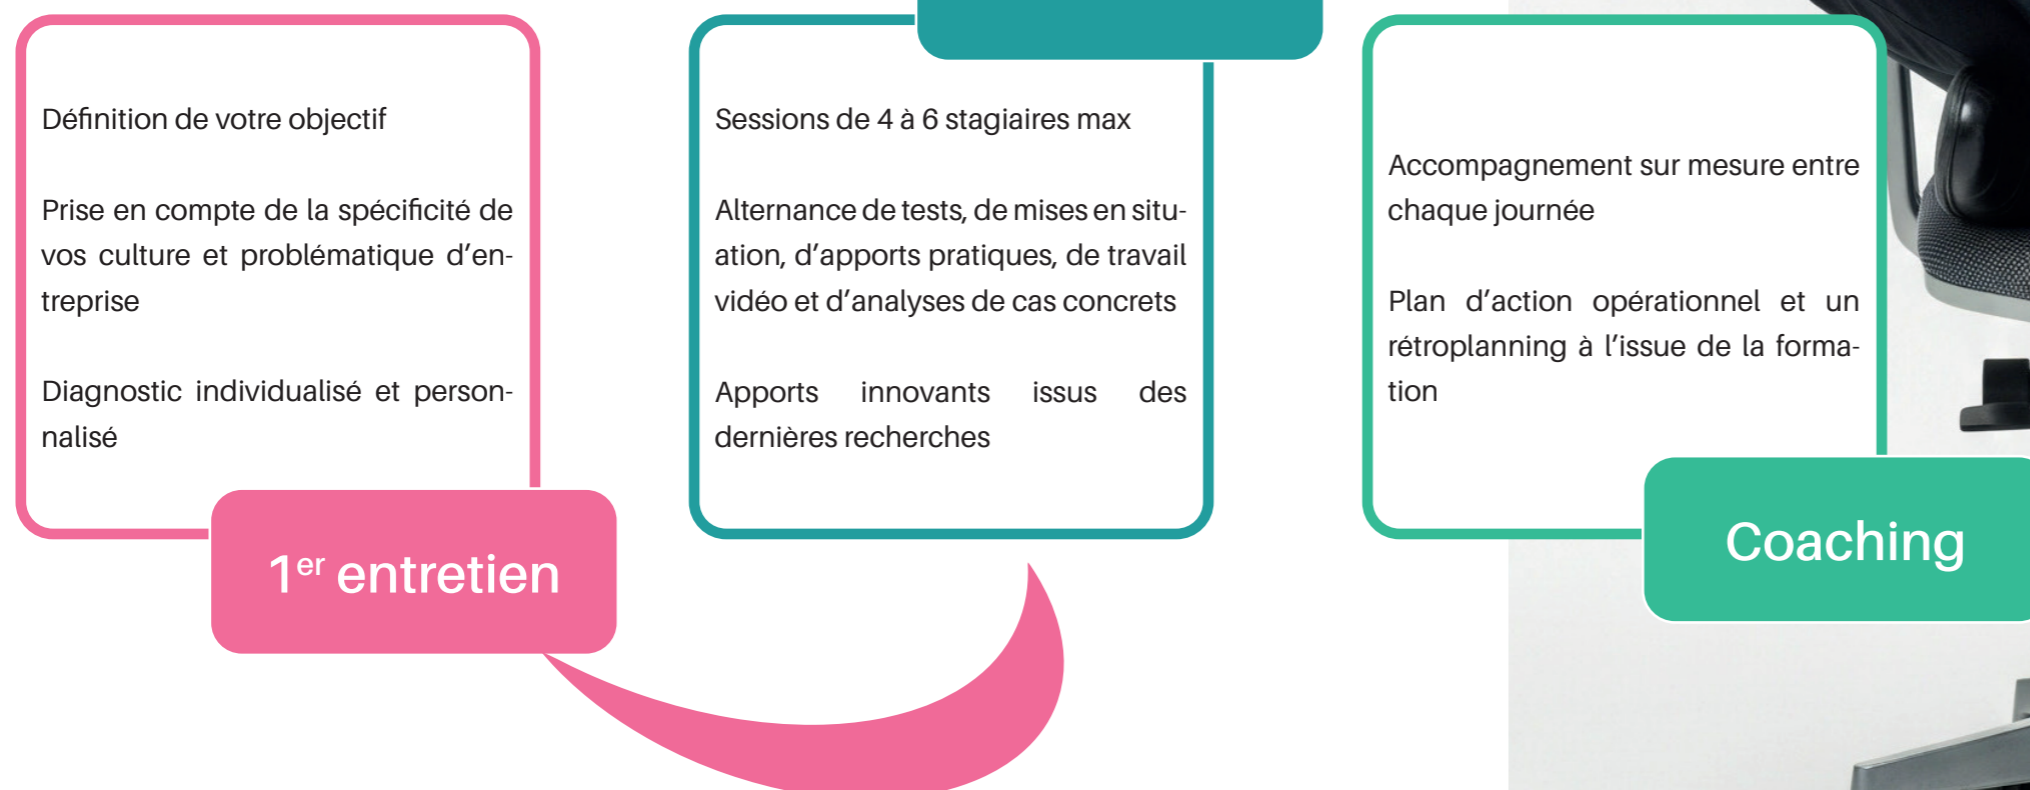 Définition de votre objectif
Prise en compte de la spécificité de
vos culture et problématique d'en-
treprise
Diagnostic individualisé et person-
nalisé
1er entretien
Sessions de 4 à 6 stagiaires max
Alternance de tests, de mises en situ-
ation, d'apports pratiques, de travail
vidéo et d'analyses de cas concrets
Apports innovants issus des
dernières recherches
Accompagnement sur mesure entre
chaque journée
Plan d'action opérationnel et un
rétroplanning à l'issue de la forma-
tion
Coaching